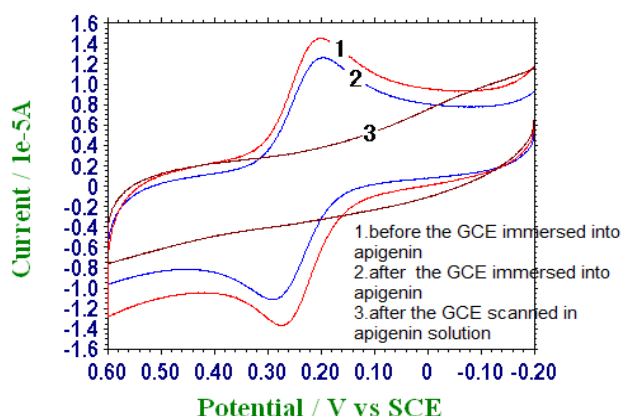 1.6
1.4
1.2
1.0
0.8
0.6
0.4
0.2
0
-0.2
-0.4
-0.6
-0.8
-1.0
-1.2
-1.4
-1.6
Current / 1e-5A
1
2
3
1.before the GCE immersed into
apigenin
2.after the GCE immersed into
apigenin
3.after the GCE scanned in
apigenin solution
0.60 0.50 0.40 0.30 0.20 0.10 0 -0.10 -0.20
Potential / V vs SCE